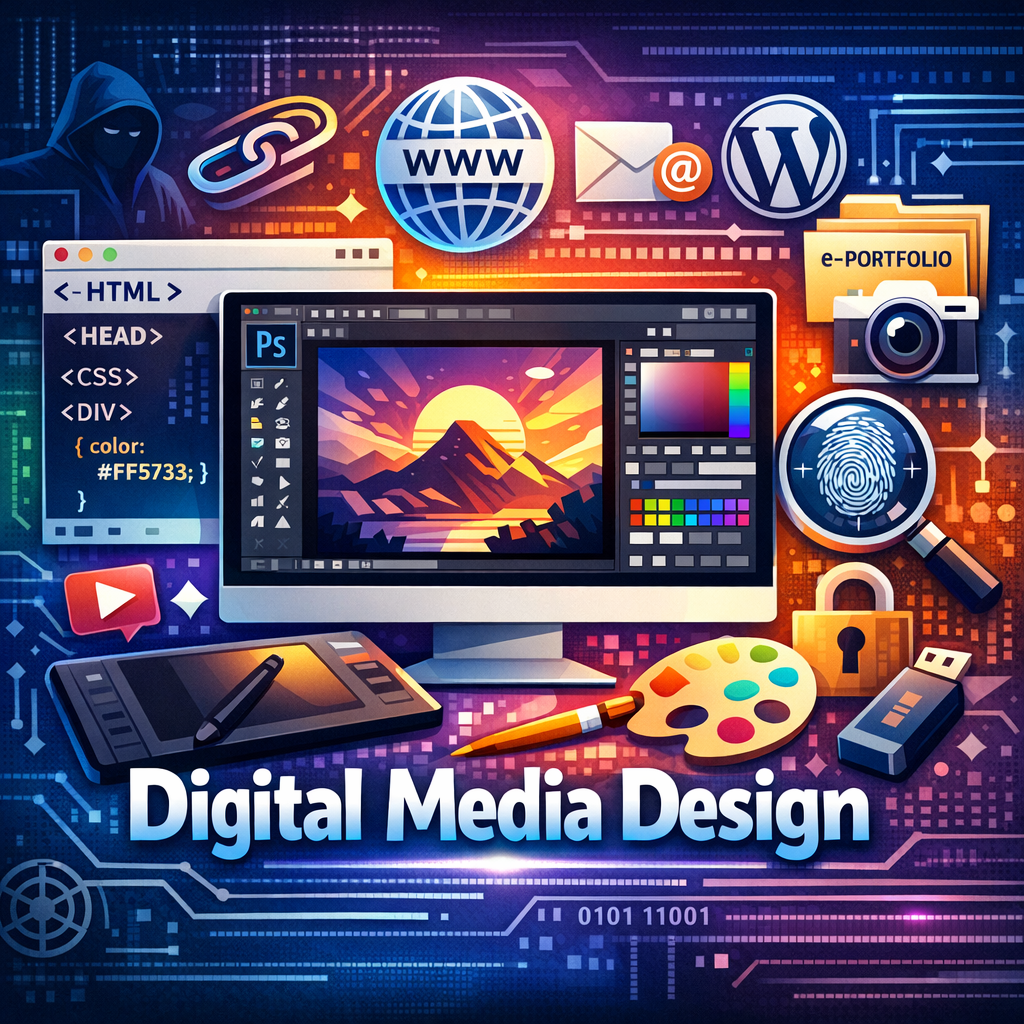 WWW
@
W
e-PORTFOLIO
<-HTML>
<HEAD>
<CSS>
<DIV>
{ color:
#FF5733; }
}
Ps
Digital Media Design
0101 11001